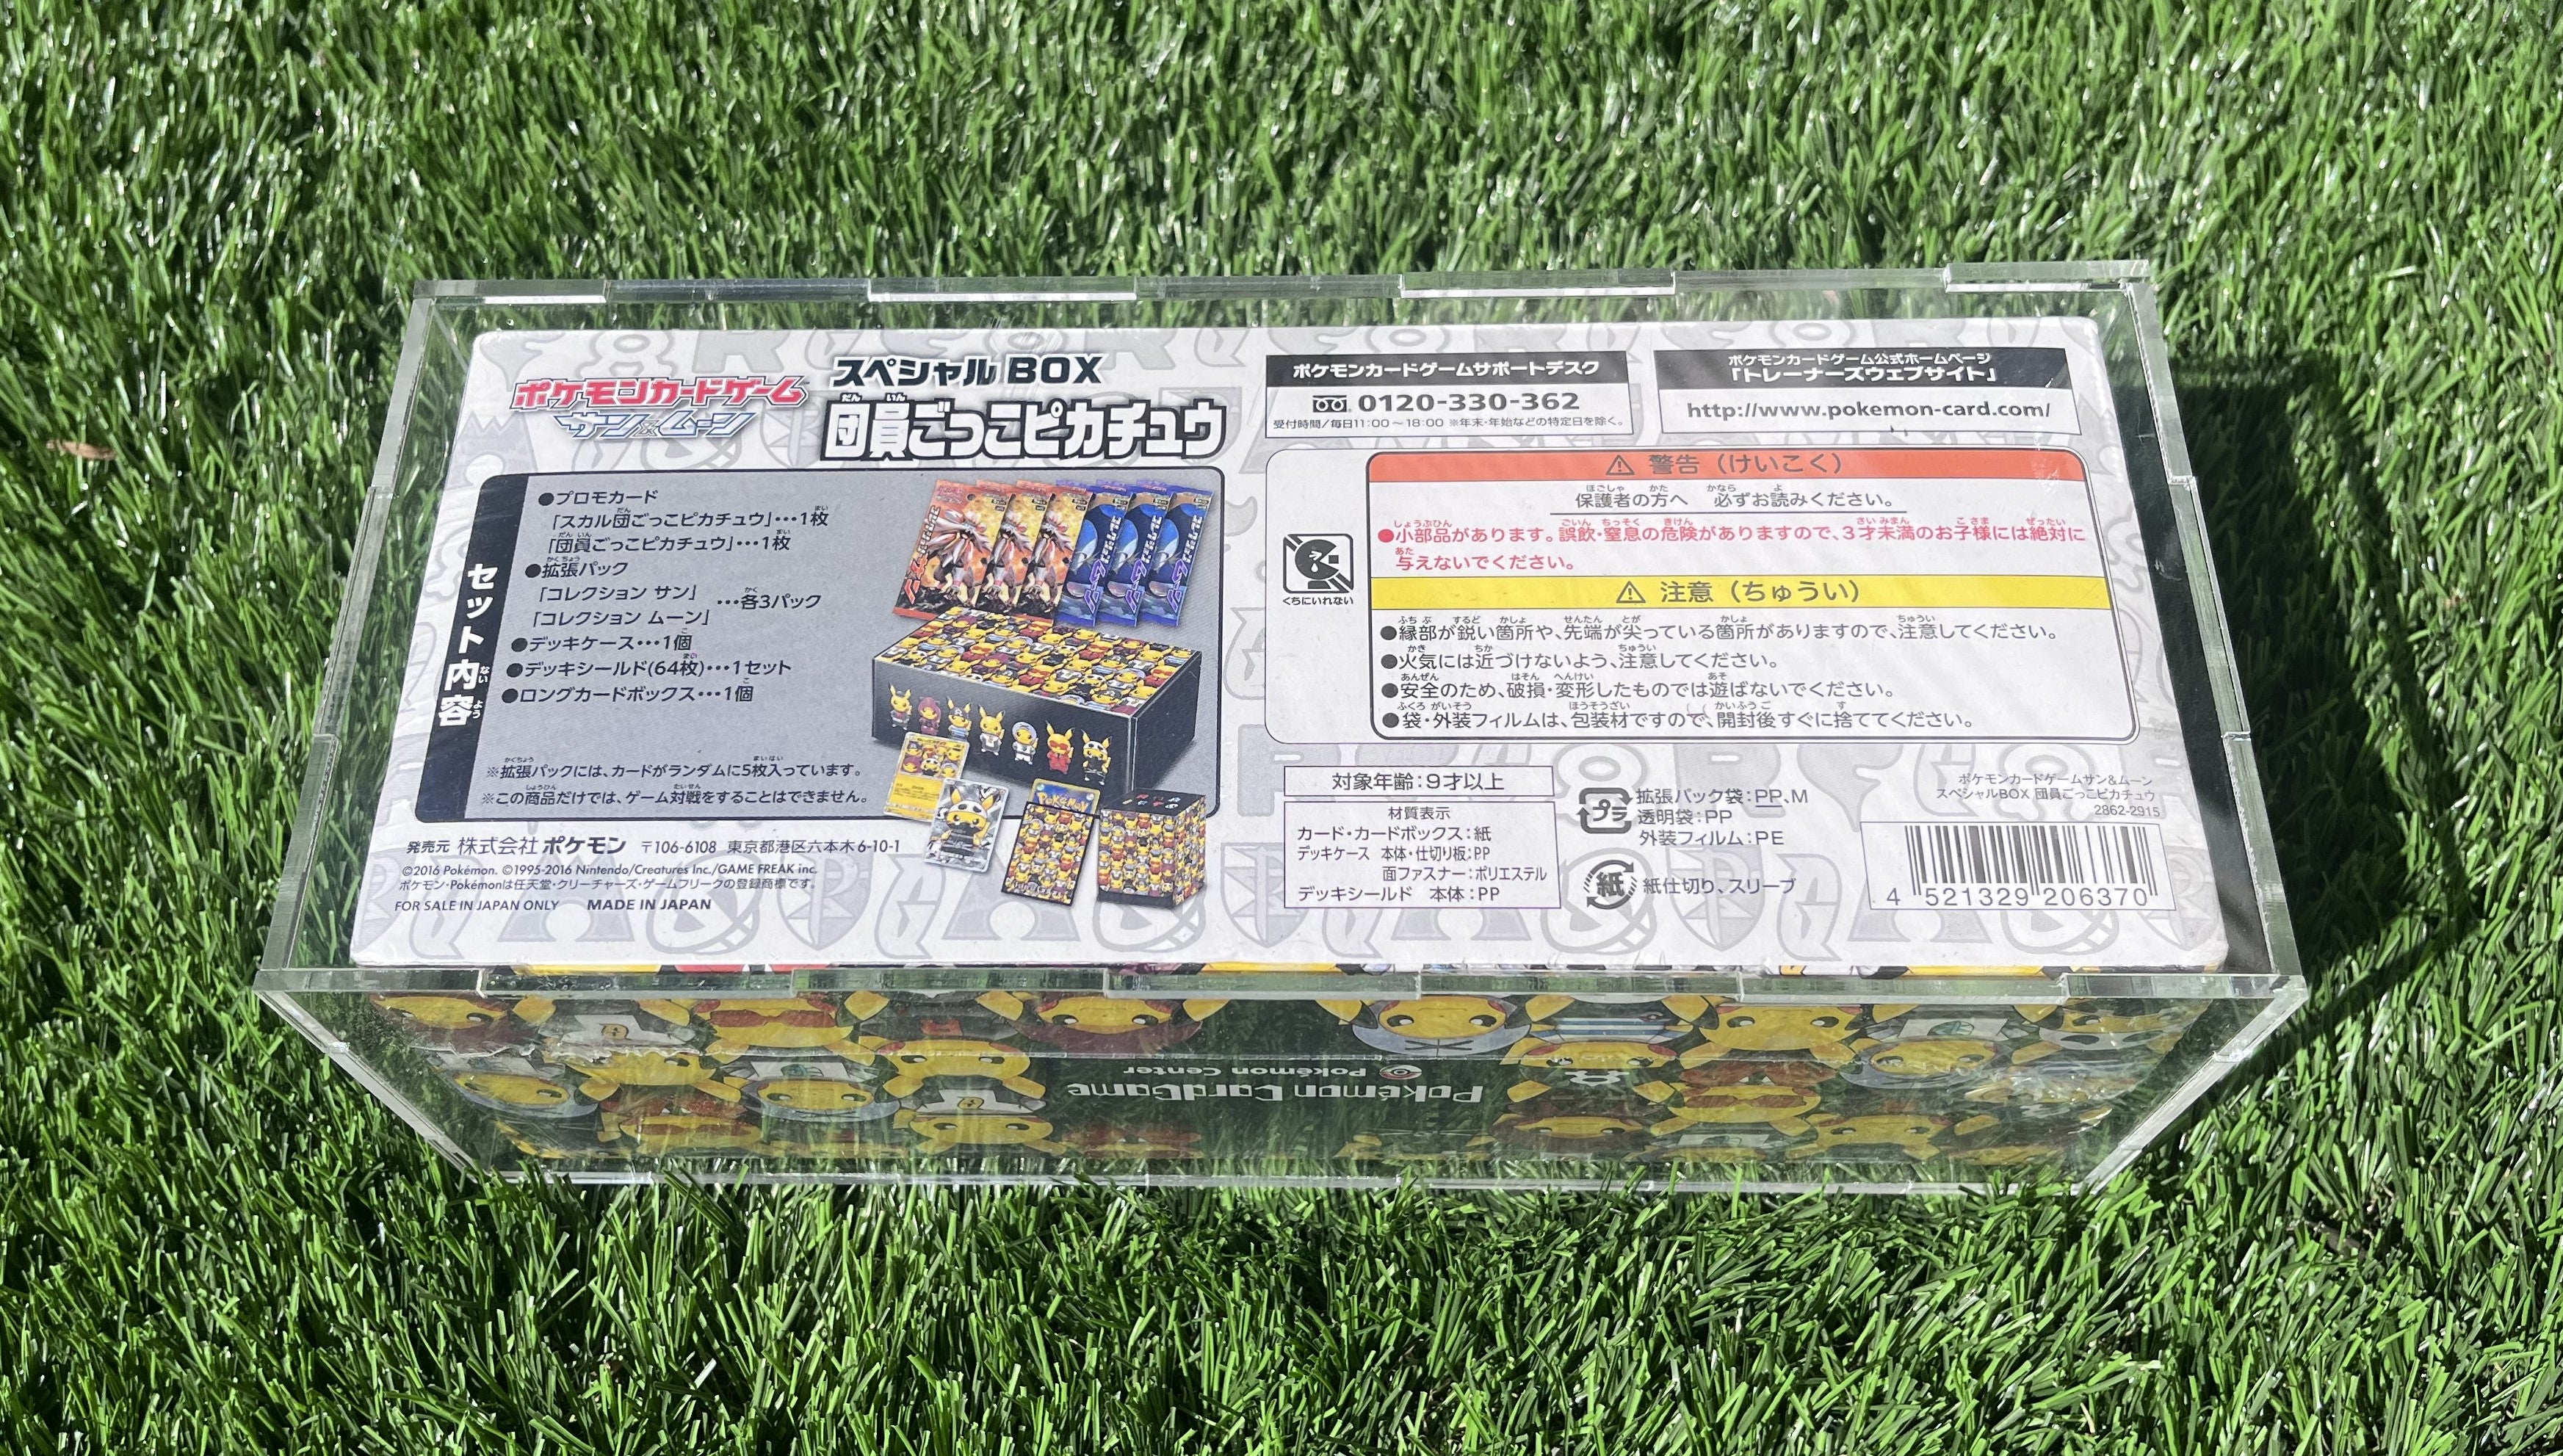 ポケモンカードゲーム
サン&ムーン
スペシャルBOX
団員ごっこピカチュウ
セット内容
●プロモカード
「スカル団ごっこピカチュウ」…1枚
「団員ごっこピカチュウ」…1枚
●拡張パック
「コレクション サン」
「コレクション ムーン」
…各3パック
●デッキケース…1個
●デッキシールド(64枚)…1セット
●ロングカードボックス…1個
※拡張パックには、カードがランダムに5枚入っています。
※この商品だけでは、ゲーム対戦をすることはできません。
発売元 株式会社ポケモン 〒106-6108 東京都港区六本木6-10-1
©2016 Pokémon. ©1995-2016 Nintendo/Creatures Inc./GAME FREAK inc.
ポケモン・Pokémonは任天堂・クリーチャーズ・ゲームフリークの登録商標です。
FOR SALE IN JAPAN ONLY MADE IN JAPAN
ポケモンカードゲームサポートデスク
0120-330-362
受付時間/毎日11:00～18:00 ※年末・年始などの特定日を除く。
ポケモンカードゲーム公式ホームページ
「トレーナーズウェブサイト」
http://www.pokemon-card.com/
くちにいれない
⚠ 警告（けいこく）
保護者の方へ 必ずお読みください。
●小部品があります。誤飲・窒息の危険がありますので、3才未満のお子様には絶対に
与えないでください。
⚠ 注意（ちゅうい）
●縁部が鋭い箇所や、先端が尖っている箇所がありますので、注意してください。
●火気には近づけないよう、注意してください。
●安全のため、破損・変形したものでは遊ばないでください。
●袋・外装フィルムは、包装材ですので、開封後すぐに捨ててください。
対象年齢：9才以上
材質表示
カード・カードボックス：紙
デッキケース 本体・仕切り板：PP
面ファスナー：ポリエステル
デッキシールド 本体：PP
プラ
拡張パック袋：PP、M
透明袋：PP
外装フィルム：PE
紙
紙仕切り、スリーブ
ポケモンカードゲームサン&ムーン
スペシャルBOX 団員ごっこピカチュウ
2862-2915
4 521329 206370
Pokémon Center
Pokémon CardGame